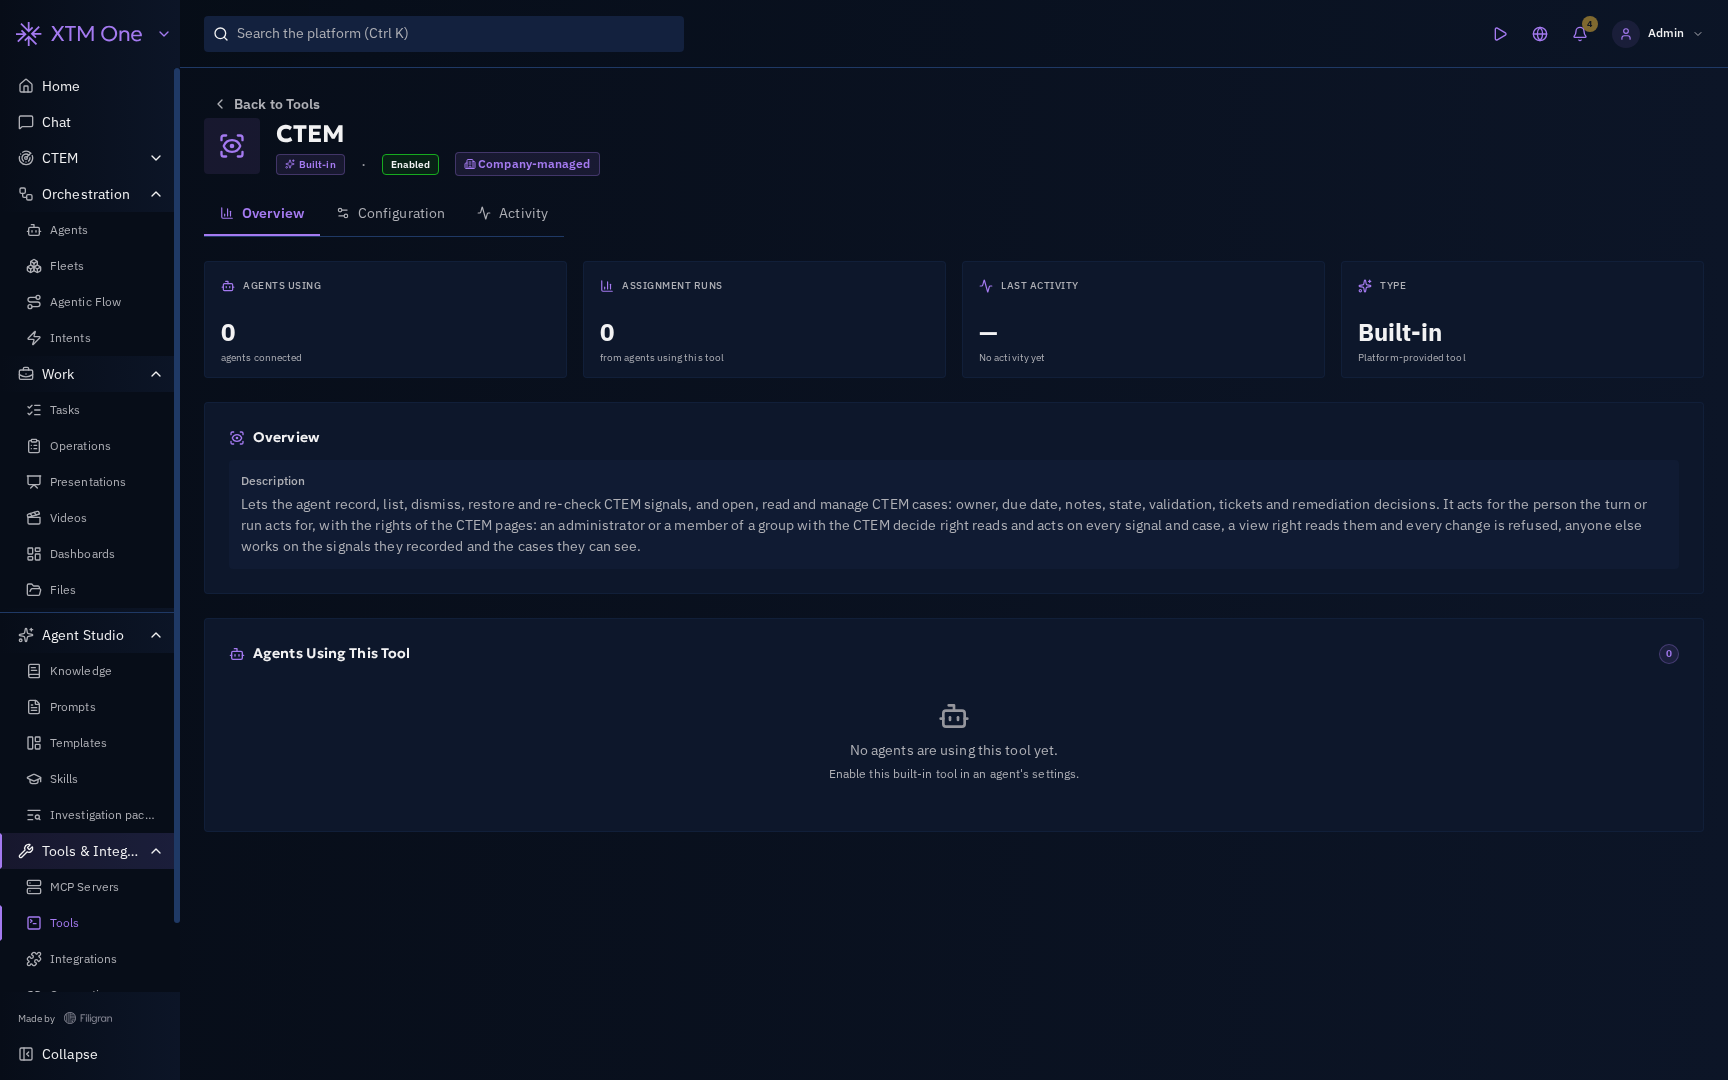 XTM One
Search the platform (Ctrl K)
4
Admin
Home
Chat
CTEM
Orchestration
Agents
Fleets
Agentic Flow
Intents
Work
Tasks
Operations
Presentations
Videos
Dashboards
Files
Agent Studio
Knowledge
Prompts
Templates
Skills
Investigation pac...
Tools & Integ...
MCP Servers
Tools
Integrations
Made by Filigran
Collapse
Back to Tools
CTEM
Built-in · Enabled Company-managed
Overview Configuration Activity
AGENTS USING
0
agents connected
ASSIGNMENT RUNS
0
from agents using this tool
LAST ACTIVITY
—
No activity yet
TYPE
Built-in
Platform-provided tool
Overview
Description
Lets the agent record, list, dismiss, restore and re-check CTEM signals, and open, read and manage CTEM cases: owner, due date, notes, state, validation, tickets and remediation decisions. It acts for the person the turn or
run acts for, with the rights of the CTEM pages: an administrator or a member of a group with the CTEM decide right reads and acts on every signal and case, a view right reads them and every change is refused, anyone else
works on the signals they recorded and the cases they can see.
Agents Using This Tool
0
No agents are using this tool yet.
Enable this built-in tool in an agent's settings.